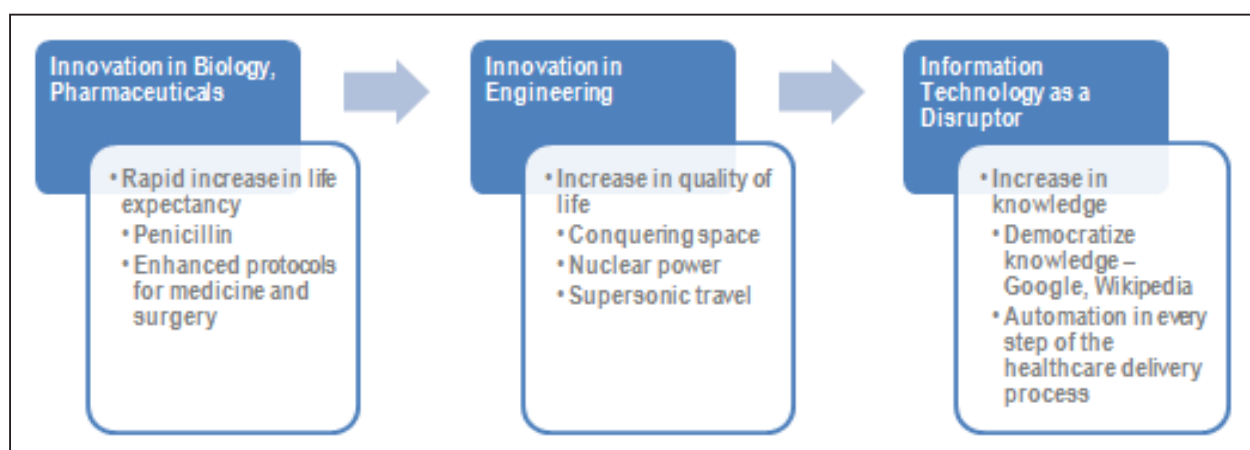 Innovation in Biology,
Pharmaceuticals
• Rapid increase in life
expectancy
• Penicillin
• Enhanced protocols
for medicine and
surgery
Innovation in
Engineering
• Increase in quality of
life
• Conquering space
• Nuclear power
• Supersonic travel
Information
Technology as a
Disruptor
• Increase in
knowledge
• Democratize
knowledge –
Google, Wikipedia
• Automation in every
step of the
healthcare delivery
process